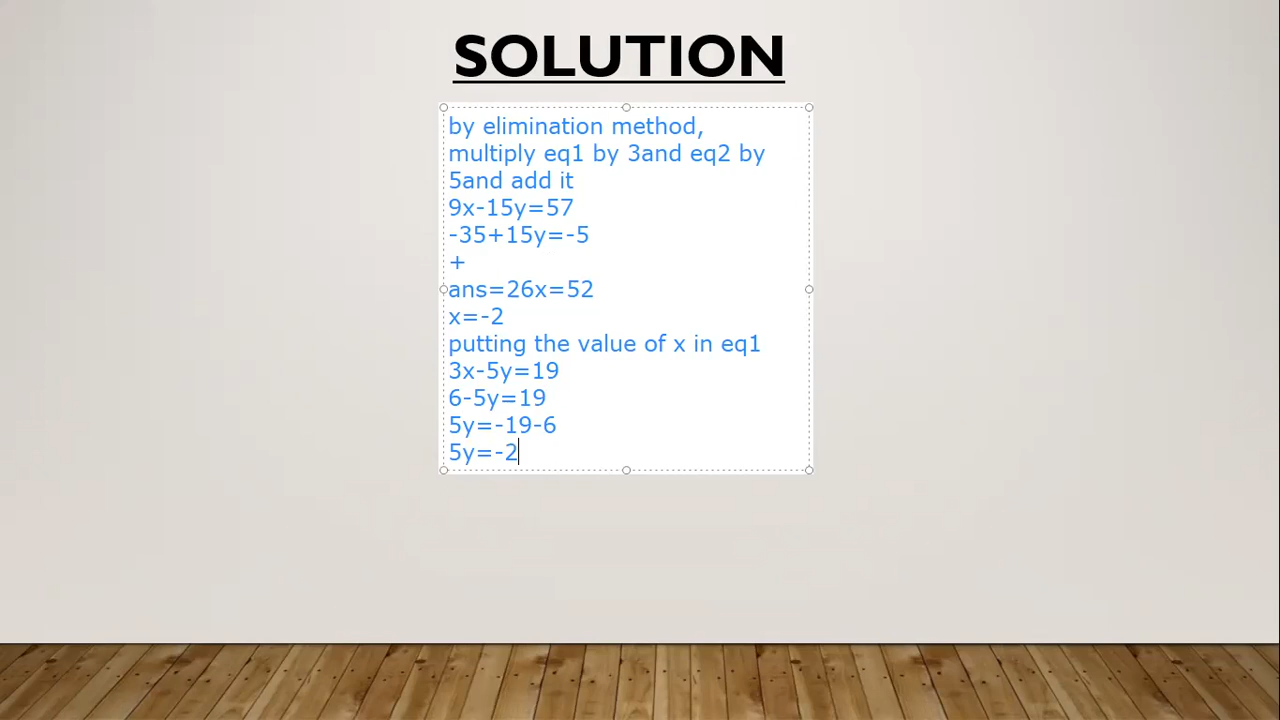 SOLUTION
by elimination method,
multiply eq1 by 3and eq2 by
5and add it
9x-15y=57
-35+15y=-5
+
ans=26x=52
x=-2
putting the value of x in eq1
3x-5y=19
6-5y=19
5y=-19-6
5y=-2